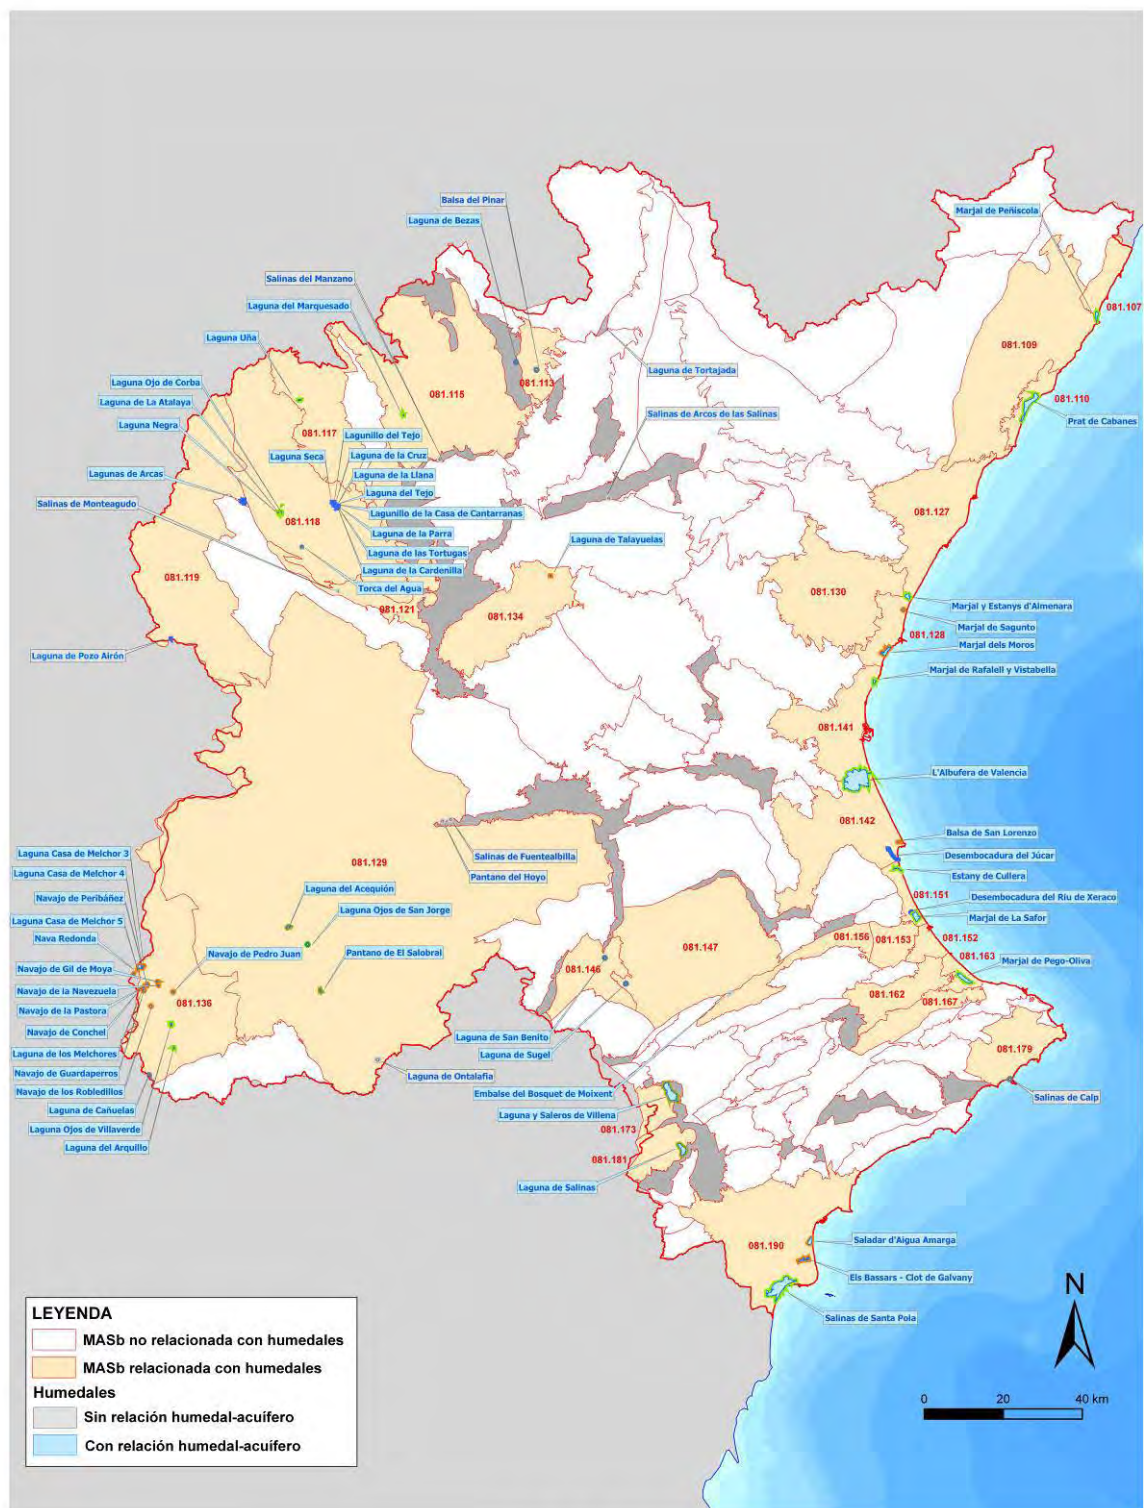 Balsa del Pinar
Laguna de Bezas
Marjal de Peñíscola
Salinas del Manzano
Laguna del Marquesado
081.107
Laguna Uña
081.109
Laguna de Tortajada
081.113
Laguna Ojo de Corba
081.115
081.110
Laguna de La Atalaya
Salinas de Arcos de las Salinas
Prat de Cabanes
Laguna Negra
081.117
Lagunillo del Tejo
Laguna Seca
Laguna de la Cruz
Lagunas de Arcas
Laguna de la Llana
Laguna del Tejo
Salinas de Monteagudo
Lagunillo de la Casa de Cantarranas
081.127
081.118
Laguna de la Parra
Laguna de las Tortugas
Laguna de Talayuelas
Laguna de la Cardenilla
081.119
Torca del Agua
081.130
081.121
Marjal y Estanys d'Almenara
081.134
Marjal de Sagunto
081.128
Marjal dels Moros
Laguna de Pozo Airón
Marjal de Rafalell y Vistabella
081.141
L'Albufera de Valencia
081.142
Balsa de San Lorenzo
Laguna Casa de Melchor 3
Salinas de Fuentealbilla
Desembocadura del Júcar
081.129
Laguna Casa de Melchor 4
Pantano del Hoyo
Estany de Cullera
Navajo de Peribáñez
Laguna del Acequión
081.151
Desembocadura del Riu de Xeraco
Laguna Casa de Melchor 5
Laguna Ojos de San Jorge
Marjal de La Safor
Nava Redonda
081.156
081.153
081.152
081.147
Navajo de Pedro Juan
Pantano de El Salobral
081.163
Marjal de Pego-Oliva
Navajo de Gil de Moya
081.146
Navajo de la Navezuela
081.162
081.136
081.167
Navajo de la Pastora
Navajo de Conchel
Laguna de San Benito
Laguna de los Melchores
Laguna de Sugel
081.179
Navajo de Guardaperros
Laguna de Ontalafia
Navajo de los Robledillos
Embalse del Bosquet de Moixent
Salinas de Calp
Laguna de Cañuelas
Laguna y Saleros de Villena
Laguna Ojos de Villaverde
081.173
Laguna del Arquillo
081.181
Laguna de Salinas
Saladar d'Aigua Amarga
081.190
Els Bassars - Clot de Galvany
Salinas de Santa Pola
N
LEYENDA
MASb no relacionada con humedales
MASb relacionada con humedales
Humedales
Sin relación humedal-acuífero
Con relación humedal-acuífero
0 20 40 km